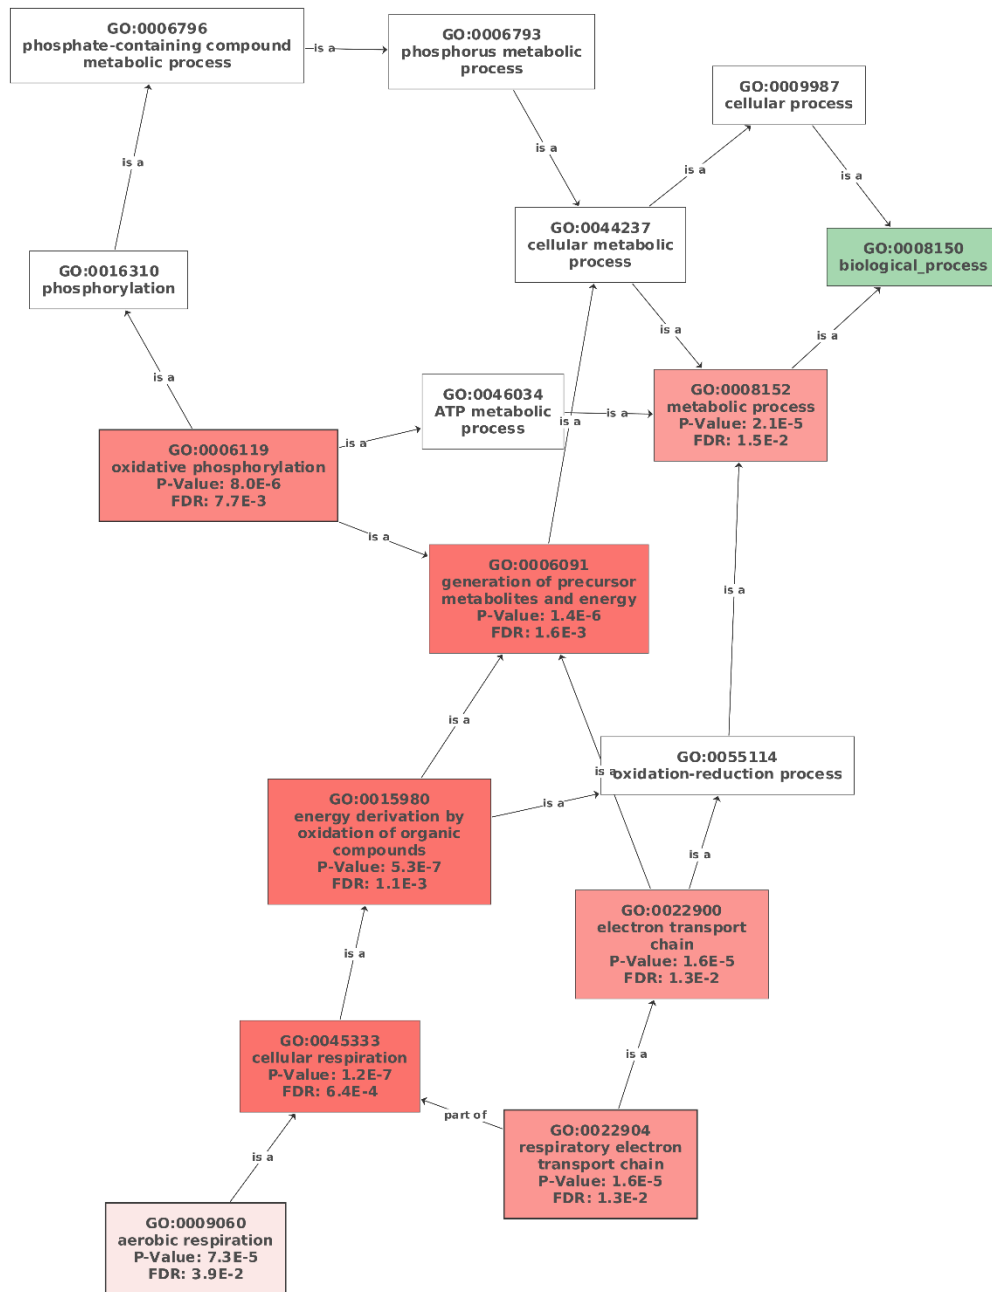 GO:0006796
phosphate-containing compound
metabolic process
is a
GO:0006793
phosphorus metabolic
process
GO:0009987
cellular process
is a
is a
is a
is a
GO:0044237
cellular metabolic
process
GO:0008150
biological_process
GO:0016310
phosphorylation
is a
is a
is a
GO:0046034
ATP metabolic
process
is a
is a
GO:0008152
metabolic process
P-Value: 2.1E-5
FDR: 1.5E-2
GO:0006119
oxidative phosphorylation
P-Value: 8.0E-6
FDR: 7.7E-3
is a
is a
GO:0006091
generation of precursor
metabolites and energy
P-Value: 1.4E-6
FDR: 1.6E-3
is a
is a
GO:0055114
oxidation-reduction process
is a
GO:0015980
energy derivation by
oxidation of organic
compounds
P-Value: 5.3E-7
FDR: 1.1E-3
is a
is a
GO:0022900
electron transport
chain
P-Value: 1.6E-5
FDR: 1.3E-2
is a
GO:0045333
cellular respiration
P-Value: 1.2E-7
FDR: 6.4E-4
is a
part of
GO:0022904
respiratory electron
transport chain
P-Value: 1.6E-5
FDR: 1.3E-2
is a
GO:0009060
aerobic respiration
P-Value: 7.3E-5
FDR: 3.9E-2